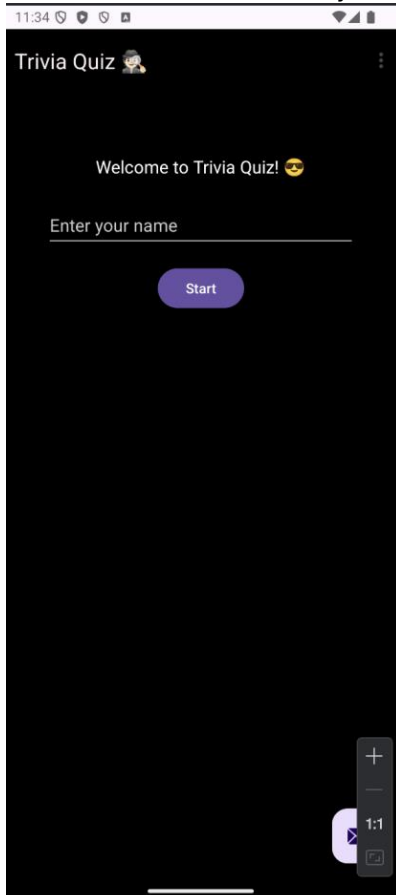 11:34
Trivia Quiz 🕵🏻
Welcome to Trivia Quiz! 😎
Enter your name
Start
1:1